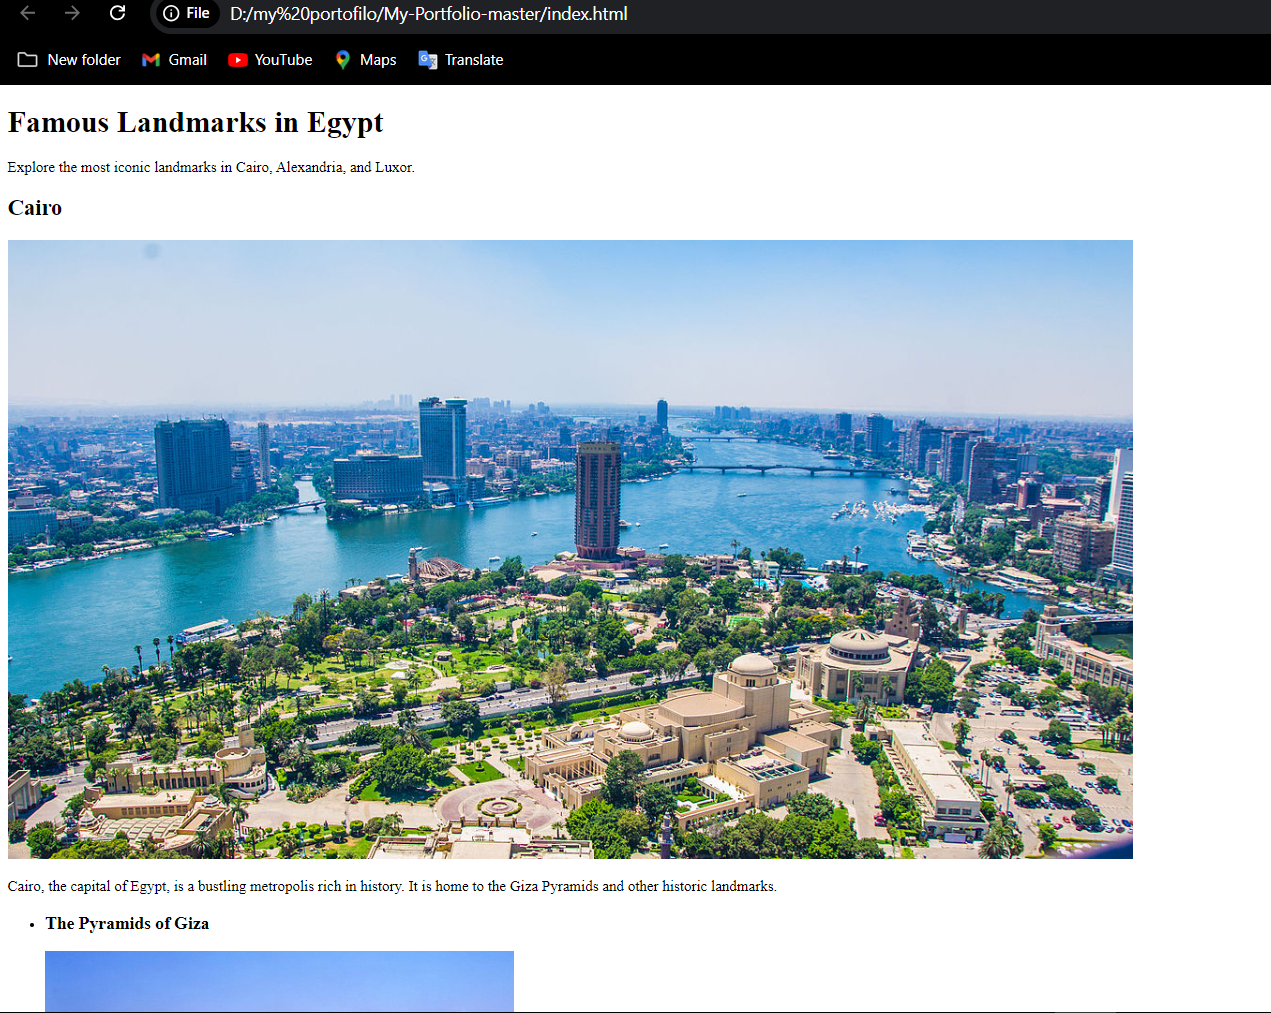 File D:/my%20portofilo/My-Portfolio-master/index.html
New folder Gmail YouTube Maps Translate
Famous Landmarks in Egypt
Explore the most iconic landmarks in Cairo, Alexandria, and Luxor.
Cairo
Cairo, the capital of Egypt, is a bustling metropolis rich in history. It is home to the Giza Pyramids and other historic landmarks.
• The Pyramids of Giza